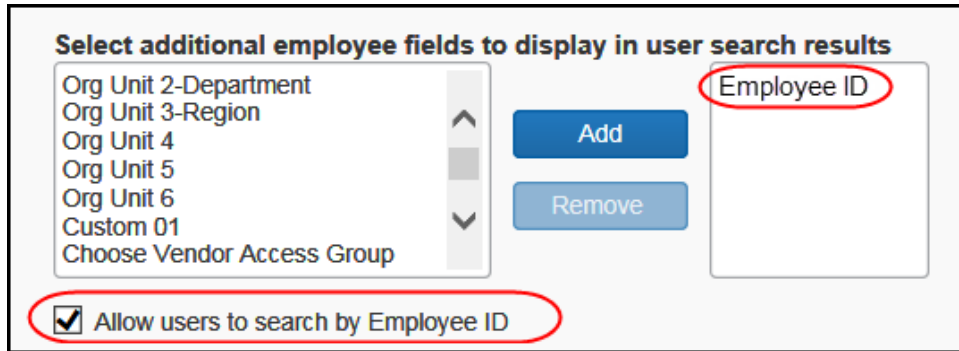 Select additional employee fields to display in user search results
Org Unit 2-Department
Org Unit 3-Region
Org Unit 4
Org Unit 5
Org Unit 6
Custom 01
Choose Vendor Access Group
Add
Remove
Employee ID
Allow users to search by Employee ID